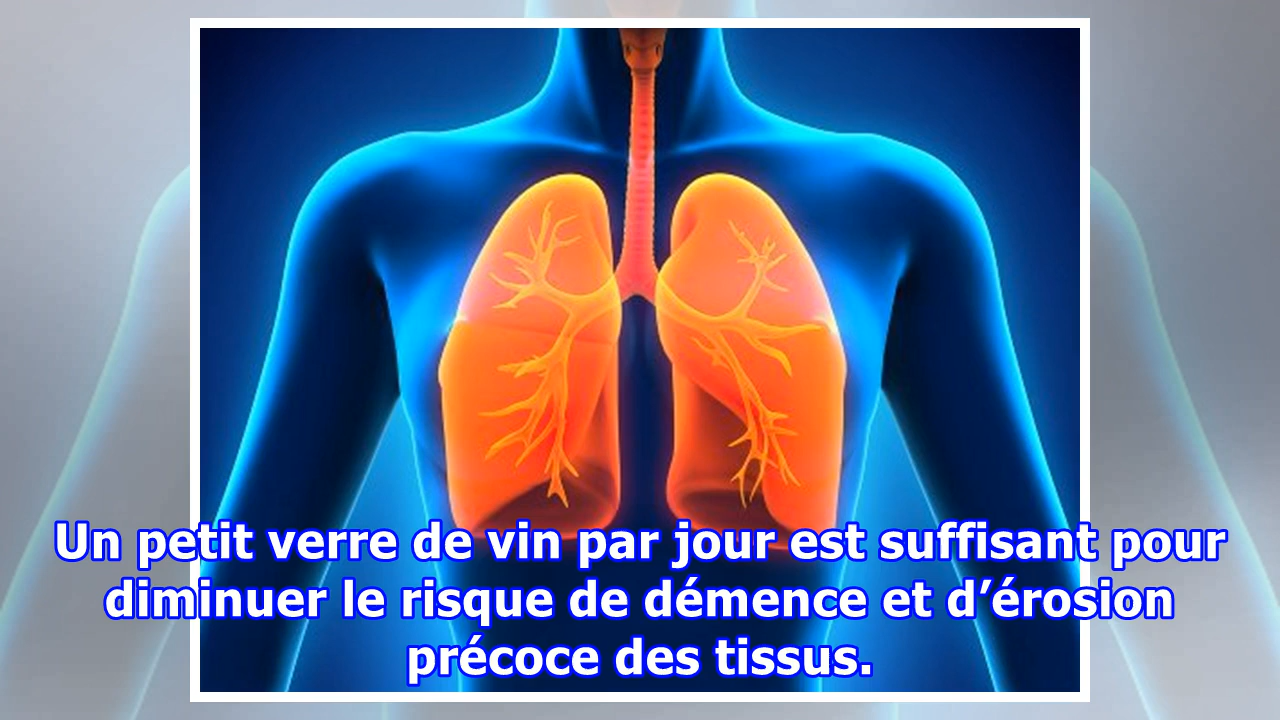 Un petit verre de vin par jour est suffisant pour
diminuer le risque de démence et d’érosion
précoce des tissus.